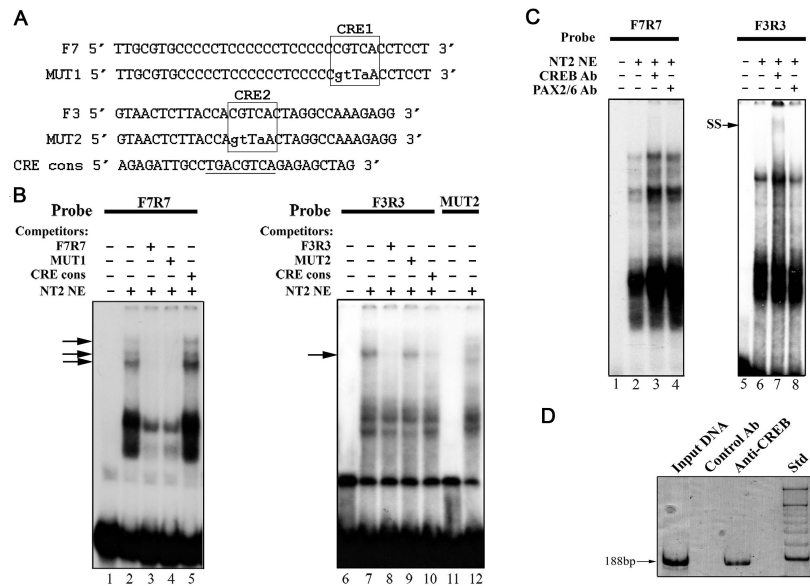 A
CRE1
F7 5′ TTGCGTGCCCCCTCCCCCCTCCCCCCGTCACCTCCT 3′
MUT1 TTGCGTGCCCCCTCCCCCCTCCCCCgtTaACCTCCT 3′
CRE2
F3 5′ GTAACTCTTACCACGTCACTAGGCCAAAGAGG 3′
MUT2 5′ GTAACTCTTACCAgtTaACTAGGCCAAAGAGG 3′
CRE cons 5′ AGAGATTGCCTGACGTCAGAGAGCTAG 3′
B
Probe F7R7
Competitors:
F7R7 - - + - -
MUT1 - - - + -
CRE cons - - - - +
NT2 NE - + + + +
1 2 3 4 5
Probe F3R3 MUT2
Competitors:
F3R3 - - + - - - -
MUT2 - - - + - - -
CRE cons - - - - + - -
NT2 NE - + + + + - +
6 7 8 9 10 11 12
C
Probe F7R7 F3R3
NT2 NE - + + + - + + +
CREB Ab - - + - - - + -
PAX2/6 Ab - - - + - - - +
SS
1 2 3 4 5 6 7 8
D
Input DNA
Control Ab
Anti-CREB
Std
188bp